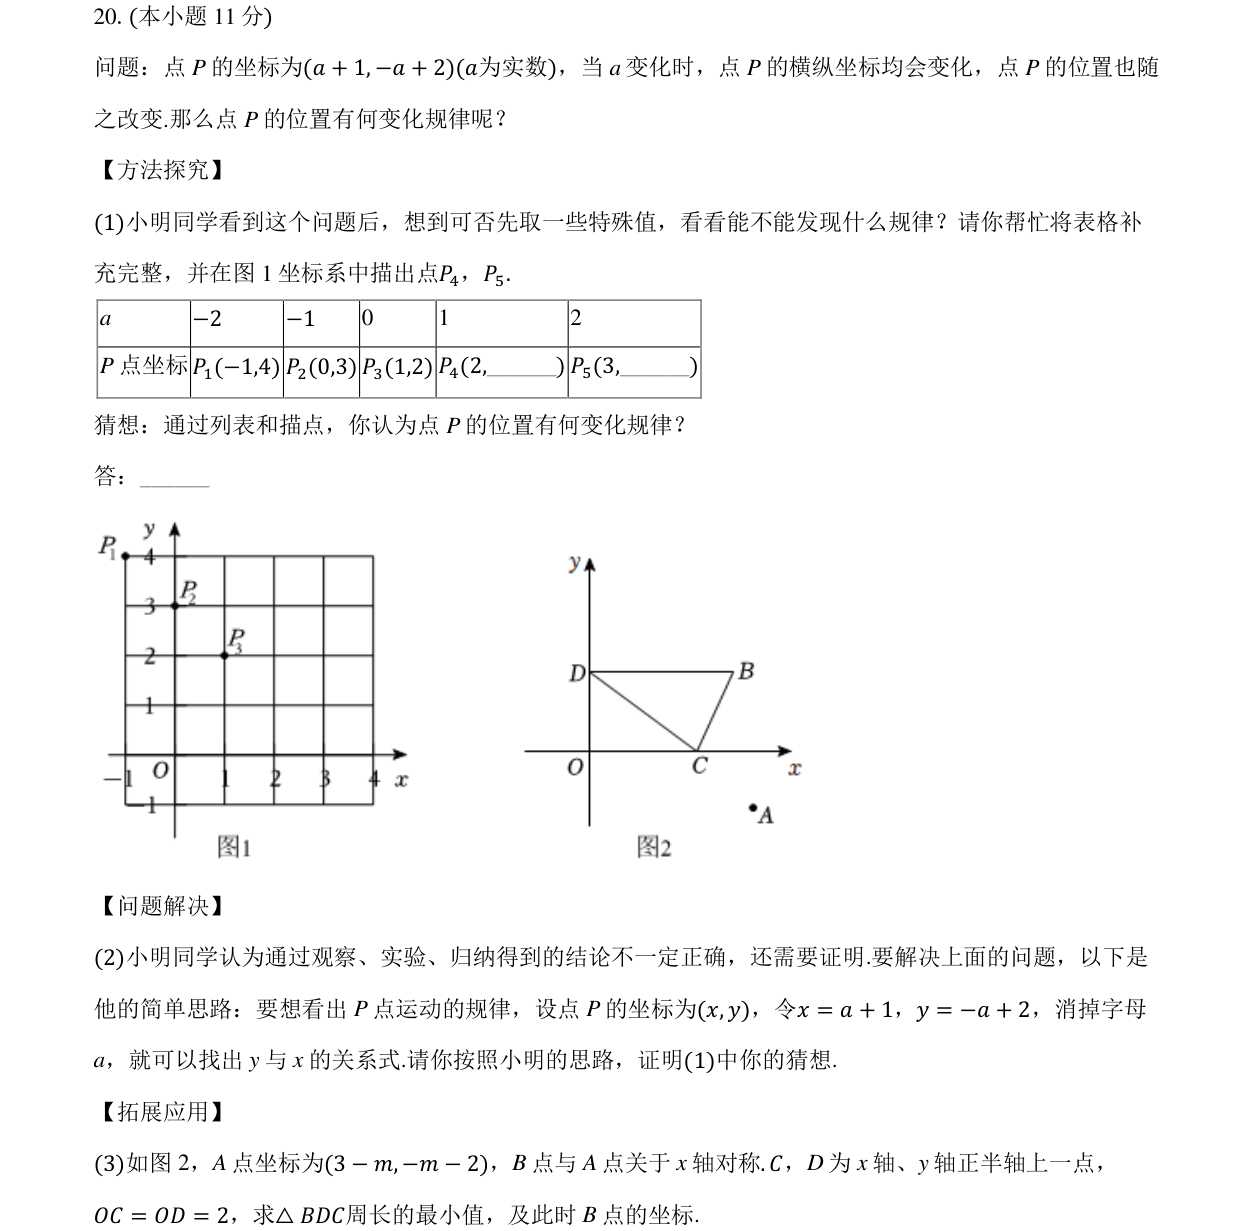 20. (本小题 11 分)
问题：点 P 的坐标为(a + 1, −a + 2)(a为实数)，当 a 变化时，点 P 的横纵坐标均会变化，点 P 的位置也随
之改变.那么点 P 的位置有何变化规律呢？
【方法探究】
(1)小明同学看到这个问题后，想到可否先取一些特殊值，看看能不能发现什么规律？请你帮忙将表格补
充完整，并在图 1 坐标系中描出点P₄，P₅.
a −2 −1 0 1 2
P 点坐标 P₁(−1,4) P₂(0,3) P₃(1,2) P₄(2,______) P₅(3,______)
猜想：通过列表和描点，你认为点 P 的位置有何变化规律？
答：______
y
P₁ 4
P₂
3
P₃
2
1
−1 O 1 2 3 4 x
−1
图1
y
D B
O C x
A
图2
【问题解决】
(2)小明同学认为通过观察、实验、归纳得到的结论不一定正确，还需要证明.要解决上面的问题，以下是
他的简单思路：要想看出 P 点运动的规律，设点 P 的坐标为(x, y)，令x = a + 1，y = −a + 2，消掉字母
a，就可以找出 y 与 x 的关系式.请你按照小明的思路，证明(1)中你的猜想.
【拓展应用】
(3)如图 2，A 点坐标为(3 − m, −m − 2)，B 点与 A 点关于 x 轴对称.C，D 为 x 轴、y 轴正半轴上一点，
OC = OD = 2，求△ BDC周长的最小值，及此时 B 点的坐标.